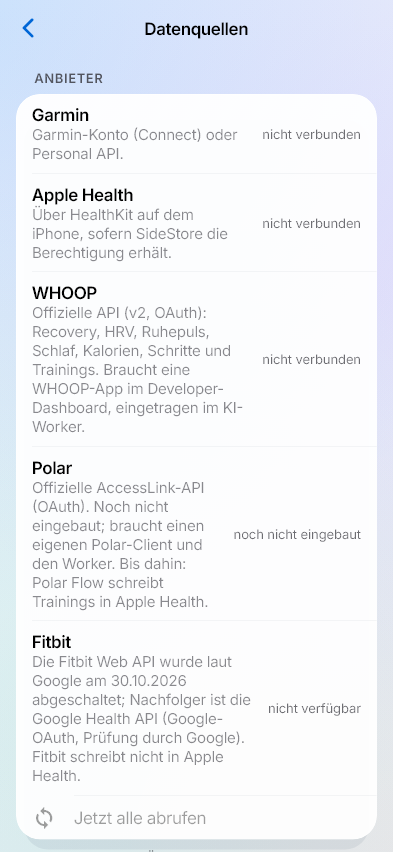 Datenquellen
ANBIETER
Garmin
Garmin-Konto (Connect) oder
Personal API.
nicht verbunden
Apple Health
Über HealthKit auf dem
iPhone, sofern SideStore die
Berechtigung erhält.
nicht verbunden
WHOOP
Offizielle API (v2, OAuth):
Recovery, HRV, Ruhepuls,
Schlaf, Kalorien, Schritte und
Trainings. Braucht eine
WHOOP-App im Developer-
Dashboard, eingetragen im KI-
Worker.
nicht verbunden
Polar
Offizielle AccessLink-API
(OAuth). Noch nicht
eingebaut; braucht einen
eigenen Polar-Client und
den Worker. Bis dahin:
Polar Flow schreibt
Trainings in Apple Health.
noch nicht eingebaut
Fitbit
Die Fitbit Web API wurde laut
Google am 30.10.2026
abgeschaltet; Nachfolger ist die
Google Health API (Google-
OAuth, Prüfung durch Google).
Fitbit schreibt nicht in Apple
Health.
nicht verfügbar
Jetzt alle abrufen